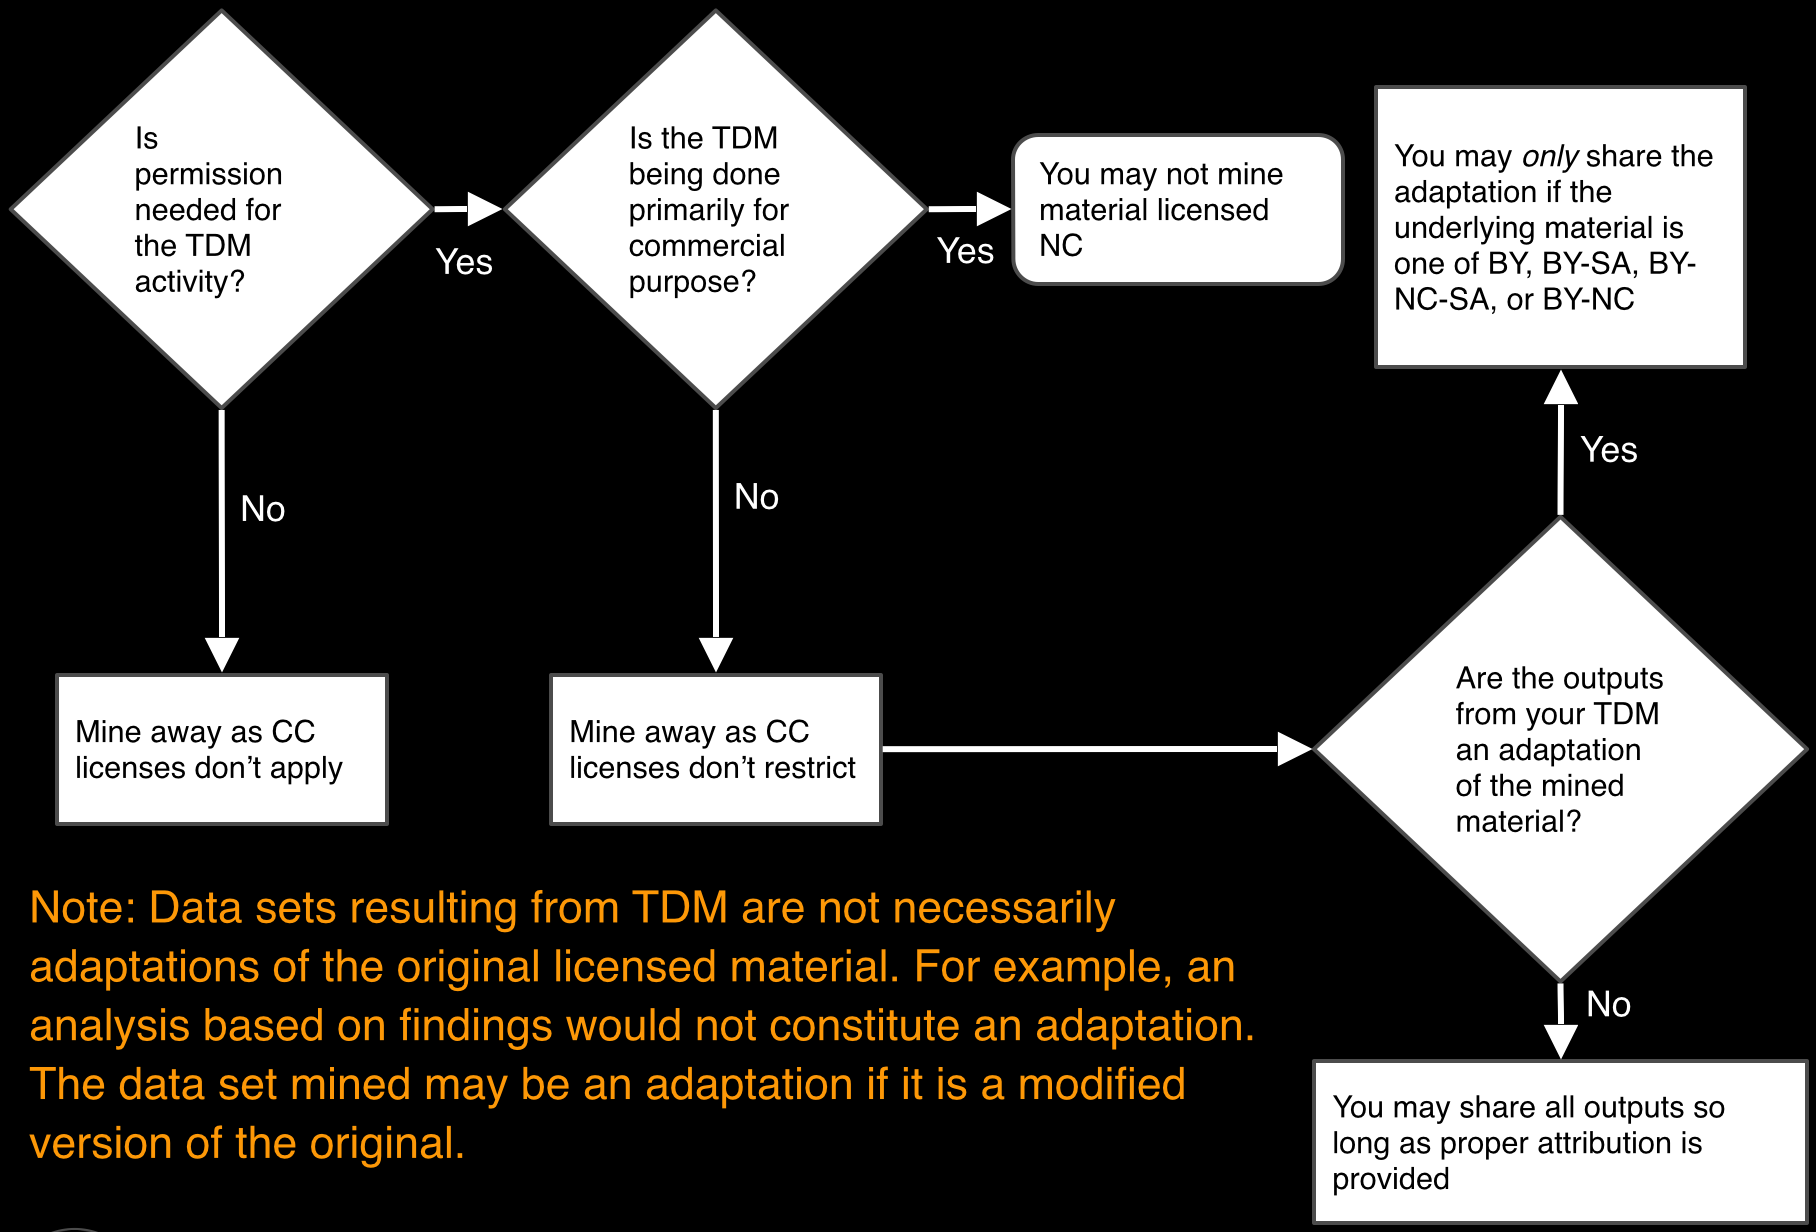 Is
permission
needed for
the TDM
activity?
Yes
Is the TDM
being done
primarily for
commercial
purpose?
Yes
You may not mine
material licensed
NC
You may only share the
adaptation if the
underlying material is
one of BY, BY-SA, BY-
NC-SA, or BY-NC
Yes
No
No
Mine away as CC
licenses don’t apply
Mine away as CC
licenses don’t restrict
Are the outputs
from your TDM
an adaptation
of the mined
material?
No
You may share all outputs so
long as proper attribution is
provided
Note: Data sets resulting from TDM are not necessarily
adaptations of the original licensed material. For example, an
analysis based on findings would not constitute an adaptation.
The data set mined may be an adaptation if it is a modified
version of the original.